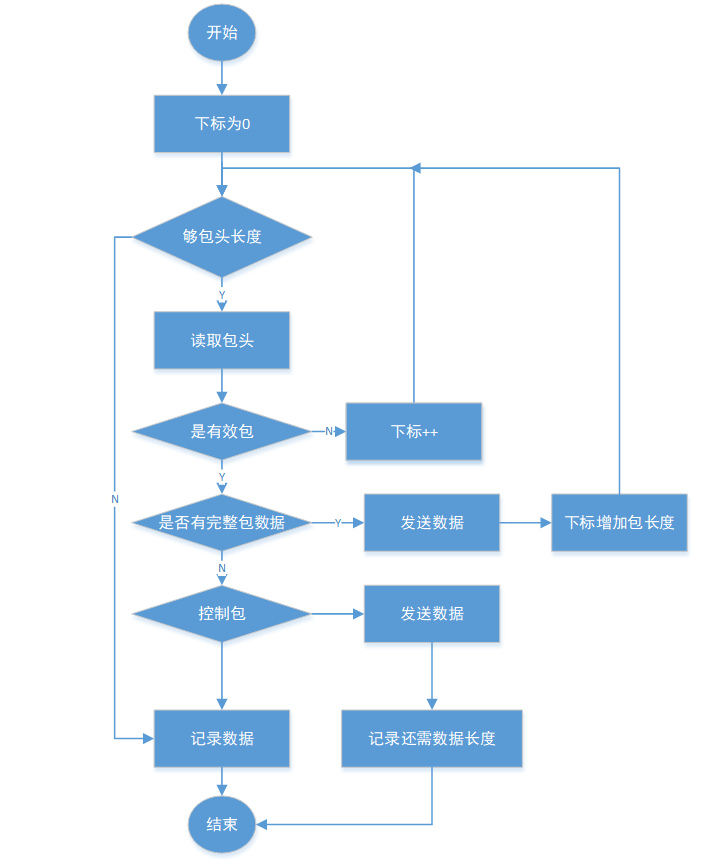 开始
下标为0
够包头长度
Y
读取包头
是有效包
N
下标++
Y
N
是否有完整包数据
Y
发送数据
下标增加包长度
N
控制包
发送数据
记录数据
记录还需数据长度
结束